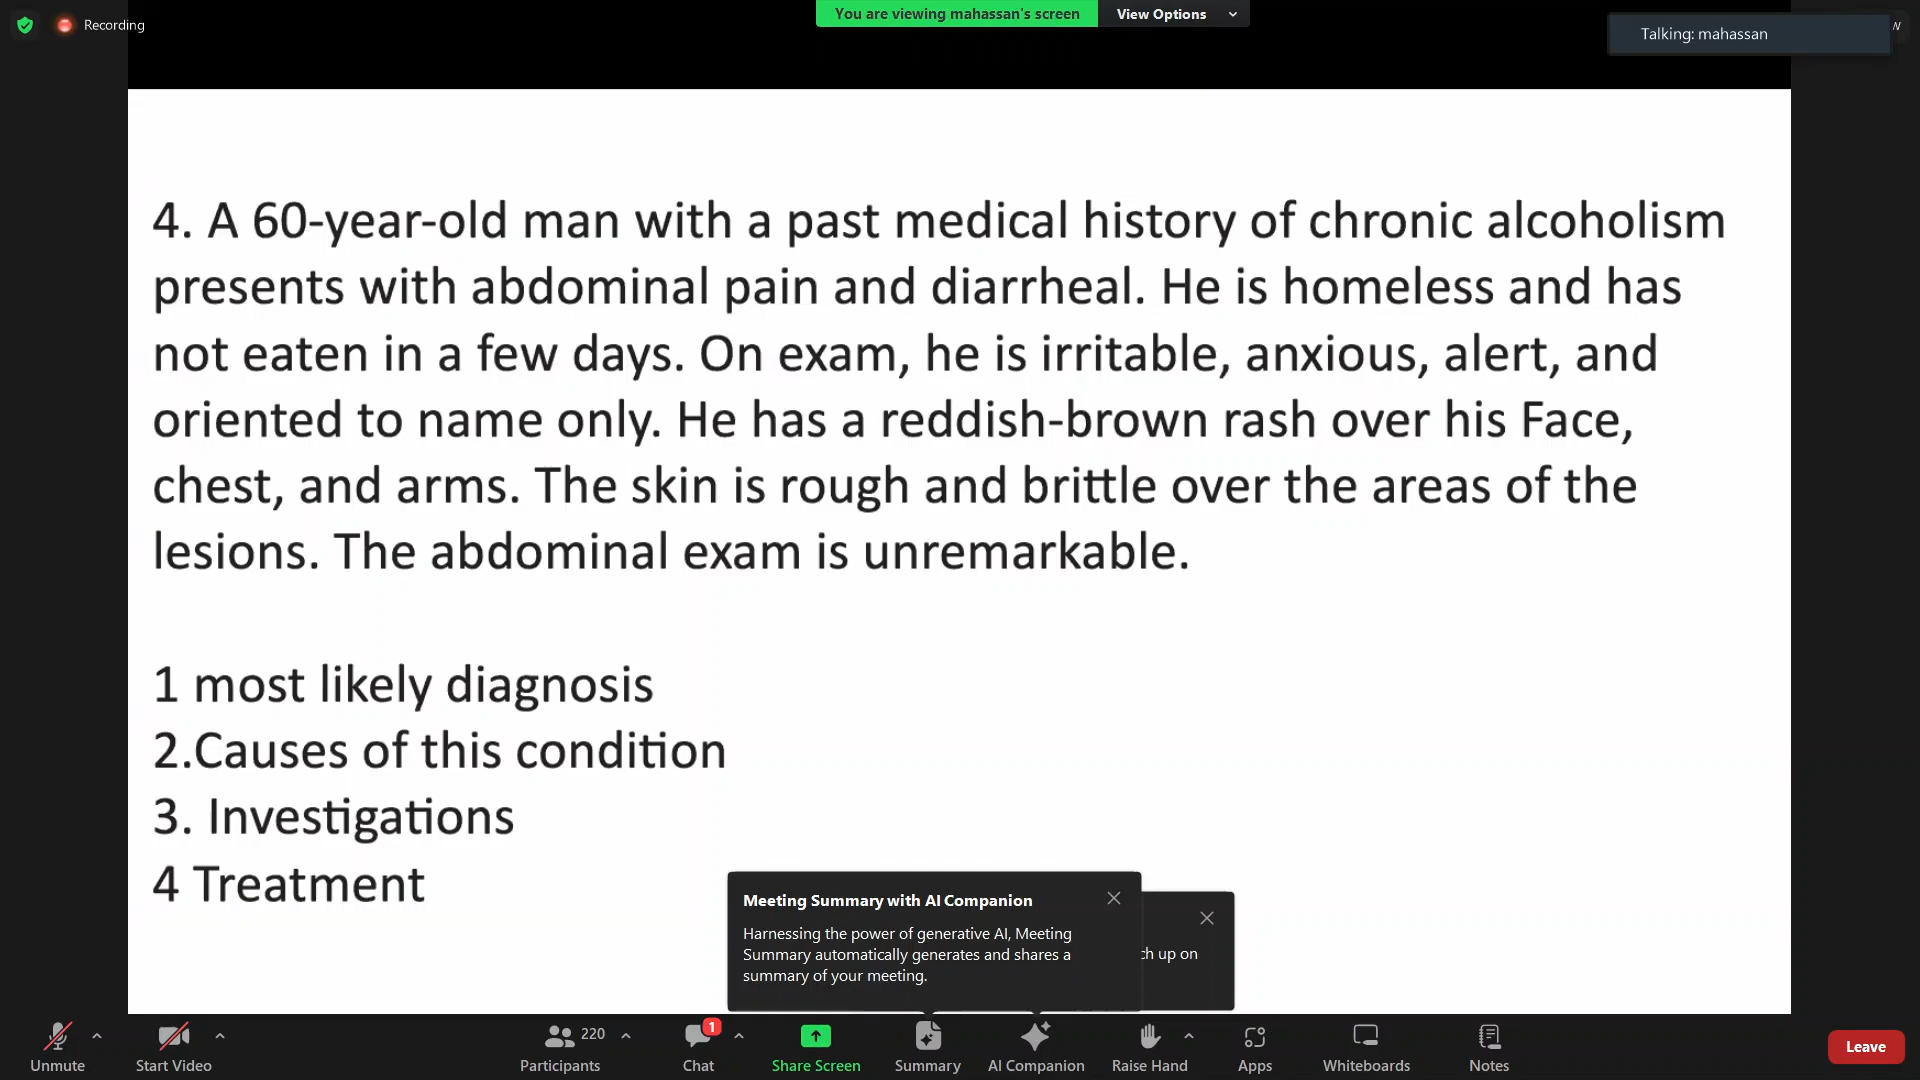 Recording
You are viewing mahassan's screen
View Options
Talking: mahassan
4. A 60-year-old man with a past medical history of chronic alcoholism
presents with abdominal pain and diarrheal. He is homeless and has
not eaten in a few days. On exam, he is irritable, anxious, alert, and
oriented to name only. He has a reddish-brown rash over his Face,
chest, and arms. The skin is rough and brittle over the areas of the
lesions. The abdominal exam is unremarkable.
1 most likely diagnosis
2.Causes of this condition
3. Investigations
4 Treatment
Meeting Summary with AI Companion
Harnessing the power of generative AI, Meeting
Summary automatically generates and shares a
summary of your meeting.
up on
Unmute
Start Video
220
Participants
1
Chat
Share Screen
Summary
AI Companion
Raise Hand
Apps
Whiteboards
Notes
Leave